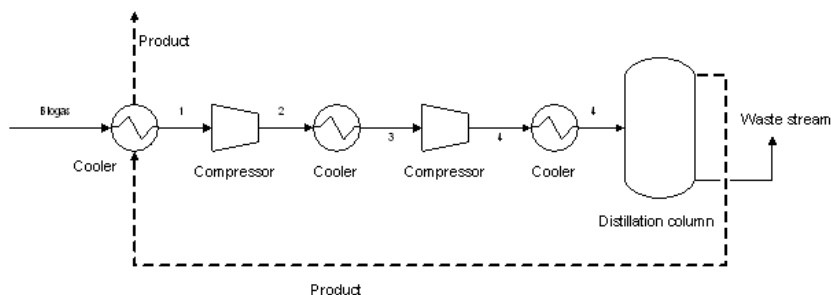 Product
Biogas
1
2
3
4
4
Waste stream
Cooler
Compressor
Cooler
Compressor
Cooler
Distillation column
Product